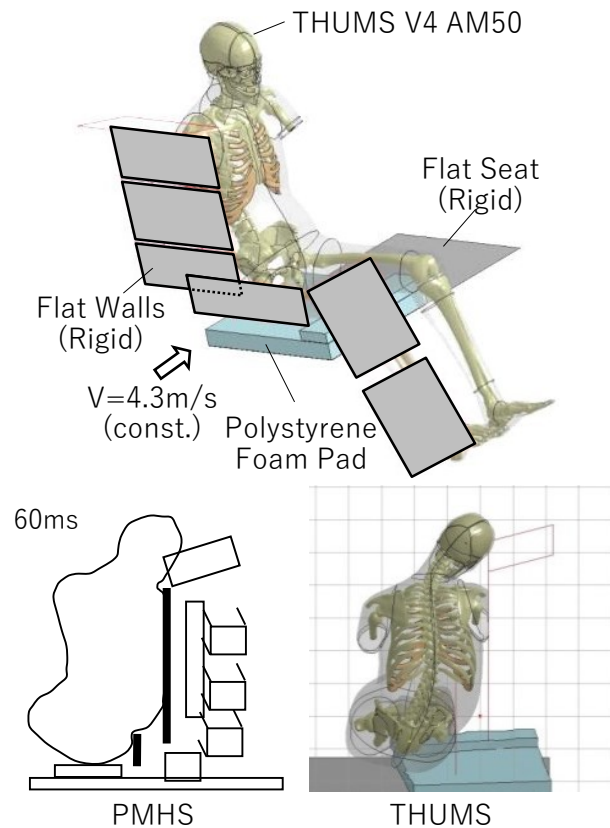 THUMS V4 AM50
Flat Seat
(Rigid)
Flat Walls
(Rigid)
V=4.3m/s
(const.)
Polystyrene
Foam Pad
60ms
PMHS
THUMS